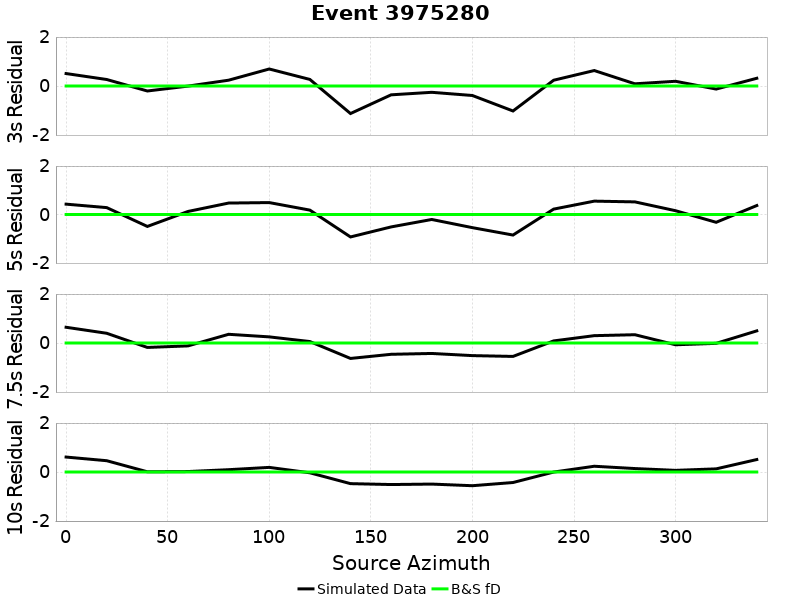 Event 3975280
3s Residual
2
0
-2
5s Residual
2
0
-2
7.5s Residual
2
0
-2
10s Residual
2
0
-2
0 50 100 150 200 250 300
Source Azimuth
Simulated Data B&S fD